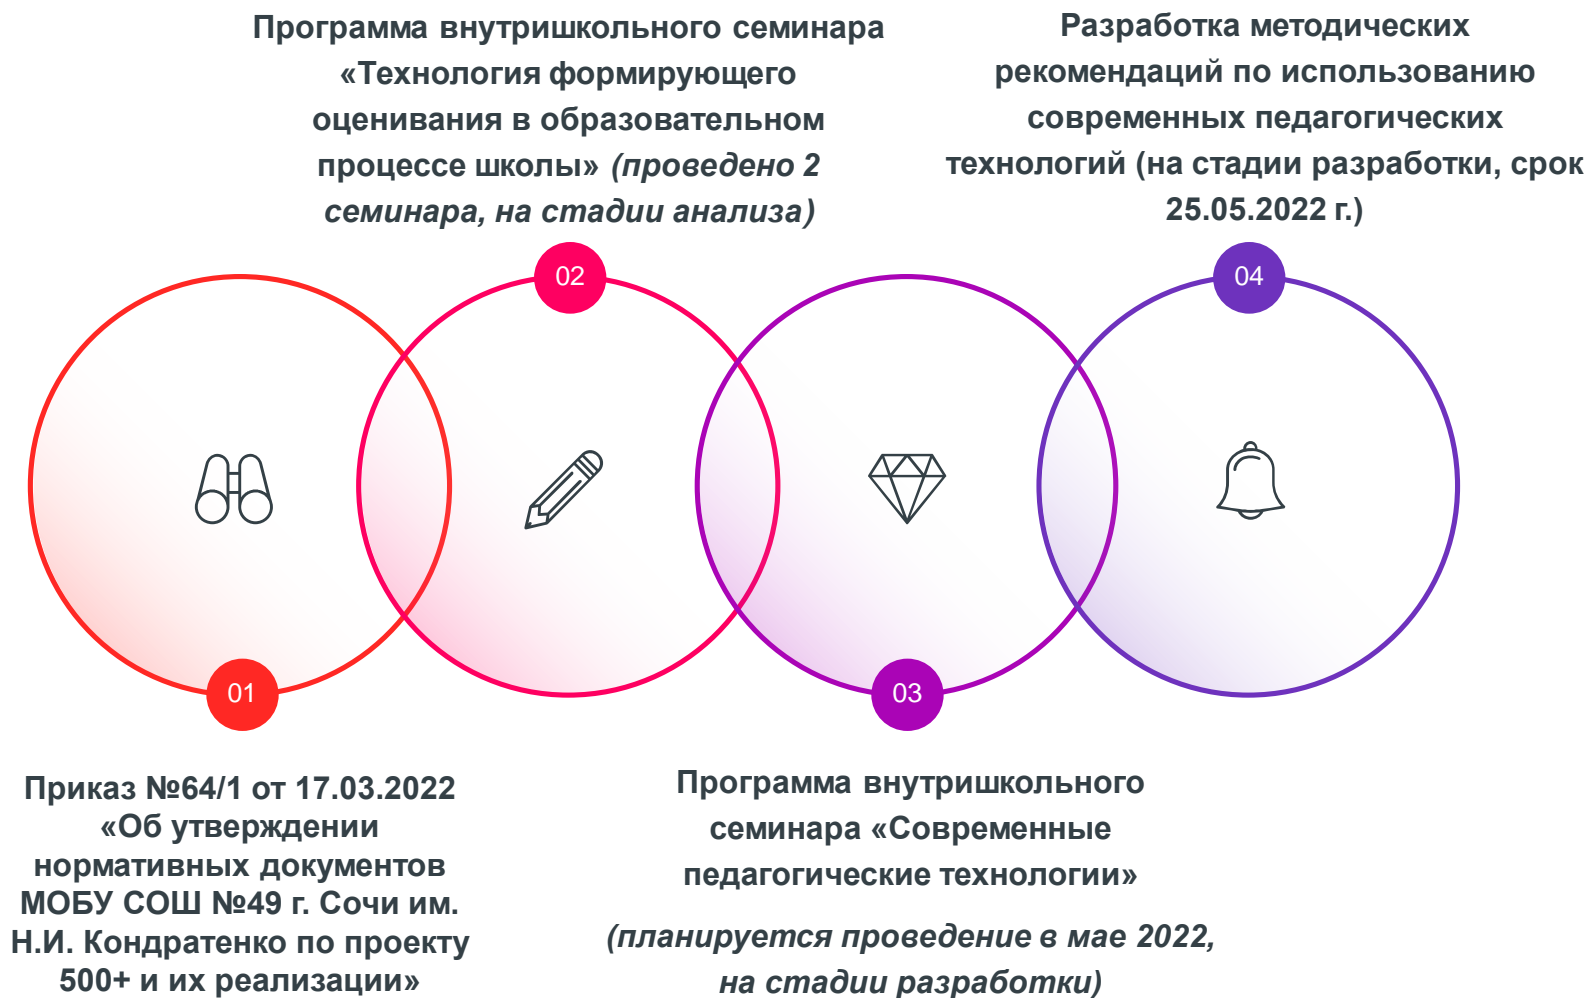 Программа внутришкольного семинара
«Технология формирующего
оценивания в образовательном
процессе школы» (проведено 2
семинара, на стадии анализа)
Разработка методических
рекомендаций по использованию
современных педагогических
технологий (на стадии разработки, срок
25.05.2022 г.)
02
04
01
03
Приказ №64/1 от 17.03.2022
«Об утверждении
нормативных документов
МОБУ СОШ №49 г. Сочи им.
Н.И. Кондратенко по проекту
500+ и их реализации»
Программа внутришкольного
семинара «Современные
педагогические технологии»
(планируется проведение в мае 2022,
на стадии разработки)